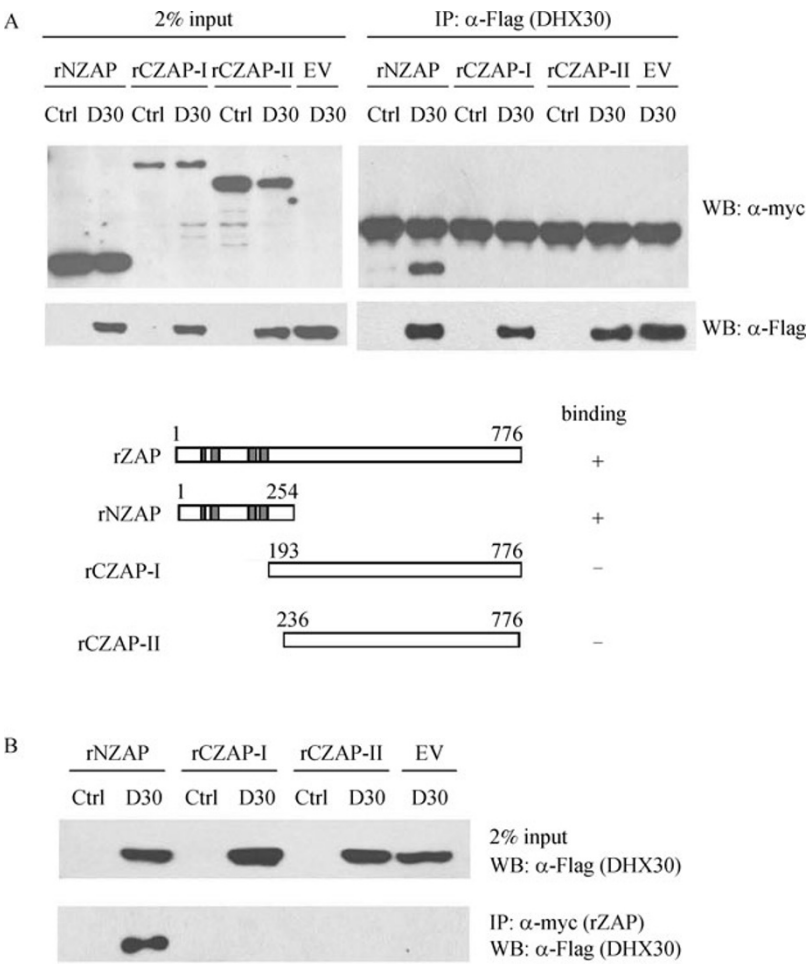 A
2% input
IP: α-Flag (DHX30)
rNZAP rCZAP-I rCZAP-II EV
rNZAP rCZAP-I rCZAP-II EV
Ctrl D30 Ctrl D30 Ctrl D30 D30
Ctrl D30 Ctrl D30 Ctrl D30 D30
WB: α-myc
WB: α-Flag
binding
1 776
rZAP +
1 254
rNZAP +
193 776
rCZAP-I −
236 776
rCZAP-II −
B
rNZAP rCZAP-I rCZAP-II EV
Ctrl D30 Ctrl D30 Ctrl D30 D30
2% input
WB: α-Flag (DHX30)
IP: α-myc (rZAP)
WB: α-Flag (DHX30)